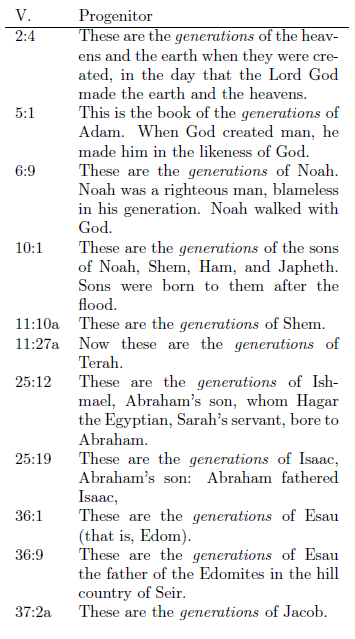 V. Progenitor
2:4 These are the generations of the heav-
ens and the earth when they were cre-
ated, in the day that the Lord God
made the earth and the heavens.
5:1 This is the book of the generations of
Adam. When God created man, he
made him in the likeness of God.
6:9 These are the generations of Noah.
Noah was a righteous man, blameless
in his generation. Noah walked with
God.
10:1 These are the generations of the sons
of Noah, Shem, Ham, and Japheth.
Sons were born to them after the
flood.
11:10a These are the generations of Shem.
11:27a Now these are the generations of
Terah.
25:12 These are the generations of Ish-
mael, Abraham's son, whom Hagar
the Egyptian, Sarah's servant, bore to
Abraham.
25:19 These are the generations of Isaac,
Abraham's son: Abraham fathered
Isaac,
36:1 These are the generations of Esau
(that is, Edom).
36:9 These are the generations of Esau
the father of the Edomites in the hill
country of Seir.
37:2a These are the generations of Jacob.